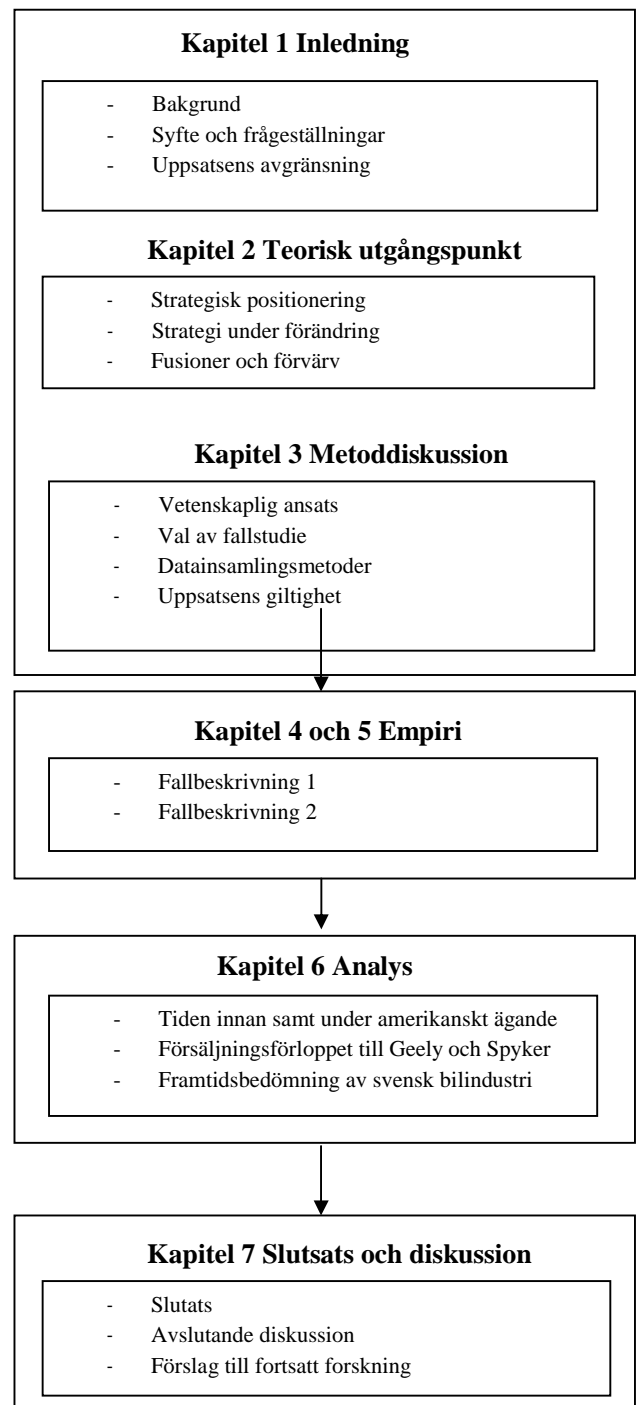 Kapitel 1 Inledning
- Bakgrund
- Syfte och frågeställningar
- Uppsatsens avgränsning
Kapitel 2 Teorisk utgångspunkt
- Strategisk positionering
- Strategi under förändring
- Fusioner och förvärv
Kapitel 3 Metoddiskussion
- Vetenskaplig ansats
- Val av fallstudie
- Datainsamlingsmetoder
- Uppsatsens giltighet
Kapitel 4 och 5 Empiri
- Fallbeskrivning 1
- Fallbeskrivning 2
Kapitel 6 Analys
- Tiden innan samt under amerikanskt ägande
- Försäljningsförloppet till Geely och Spyker
- Framtidsbedömning av svensk bilindustri
Kapitel 7 Slutsats och diskussion
- Slutats
- Avslutande diskussion
- Förslag till fortsatt forskning